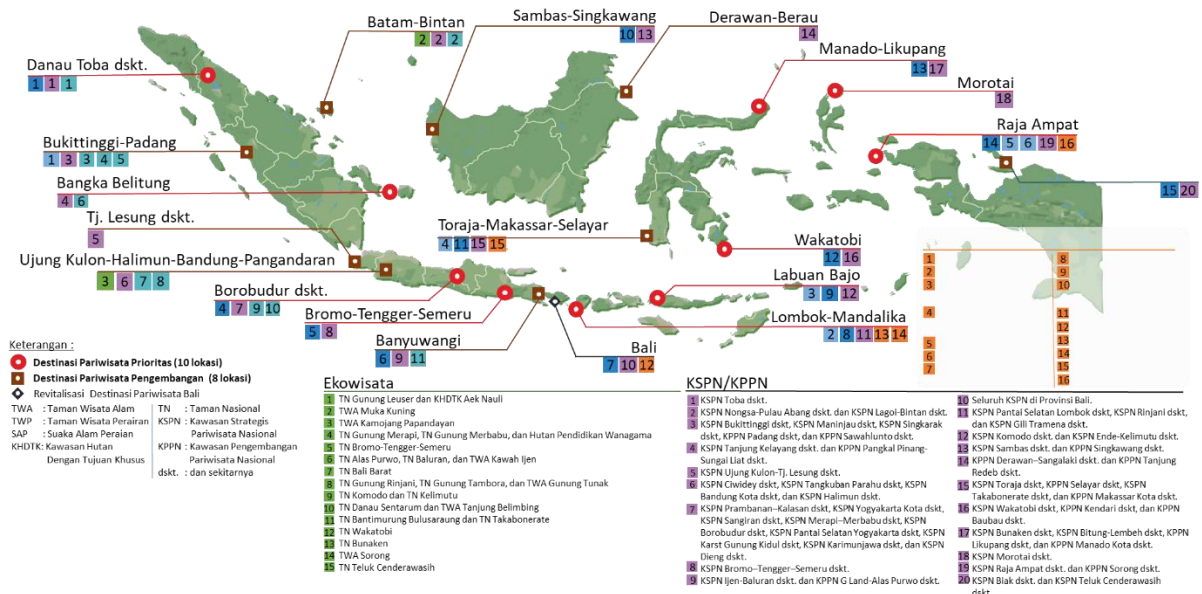 Batam-Bintan
2 2 2
Sambas-Singkawang
10 13
Derawan-Berau
14
Manado-Likupang
13 17
Morotai
18
Danau Toba dskt.
1 1 1
Raja Ampat
14 5 6 19 16
15 20
Bukittinggi-Padang
1 3 3 4 5
Bangka Belitung
4 6
Tj. Lesung dskt.
5
Toraja-Makassar-Selayar
4 11 15 15
Wakatobi
12 16
Ujung Kulon-Halimun-Bandung-Pangandaran
3 6 7 8
Labuan Bajo
3 9 12
Borobudur dskt.
4 7 9 10
Lombok-Mandalika
2 8 11 13 14
Bromo-Tengger-Semeru
5 8
Banyuwangi
6 9 11
Bali
7 10 12
1
2
3
4
5
6
7
8
9
10
11
12
13
14
15
16
Keterangan :
Destinasi Pariwisata Prioritas (10 lokasi)
Destinasi Pariwisata Pengembangan (8 lokasi)
Revitalisasi Destinasi Pariwisata Bali
TWA : Taman Wisata Alam
TWP : Taman Wisata Perairan
SAP : Suaka Alam Peraian
KHDTK: Kawasan Hutan
Dengan Tujuan Khusus
TN : Taman Nasional
KSPN : Kawasan Strategis
Pariwisata Nasional
KPPN : Kawasan Pengembangan
Pariwisata Nasional
dskt. : dan sekitarnya
Ekowisata
1 TN Gunung Leuser dan KHDTK Aek Nauli
2 TWA Muka Kuning
3 TWA Kamojang Papandayan
4 TN Gunung Merapi, TN Gunung Merbabu, dan Hutan Pendidikan Wanagama
5 TN Bromo-Tengger-Semeru
6 TN Alas Purwo, TN Baluran, dan TWA Kawah Ijen
7 TN Bali Barat
8 TN Gunung Rinjani, TN Gunung Tambora, dan TWA Gunung Tunak
9 TN Komodo dan TN Kelimutu
10 TN Danau Sentarum dan TWA Tanjung Belimbing
11 TN Bantimurung Bulusaraung dan TN Takabonerate
12 TN Wakatobi
13 TN Bunaken
14 TWA Sorong
15 TN Teluk Cenderawasih
KSPN/KPPN
1 KSPN Toba dskt.
2 KSPN Nongsa-Pulau Abang dskt. dan KSPN Lagoi-Bintan dskt.
3 KSPN Bukittingi dskt, KSPN Maninjau dskt, KSPN Singkarak
dskt, KPPN Padang dskt, dan KPPN Sawahlunto dskt.
4 KSPN Tanjung Kelayang dskt. dan KPPN Pangkal Pinang-
Sungai Liat dskt.
5 KSPN Ujung Kulon-Tj. Lesung dskt.
6 KSPN Ciwidey dskt, KSPN Tangkuban Parahu dskt, KSPN
Bandung Kota dskt, dan KSPN Halimun dskt.
7 KSPN Prambanan–Kalasan dskt, KSPN Yogyakarta Kota dskt,
KSPN Sangiran dskt, KSPN Merapi–Merbabu dskt, KSPN
Borobudur dskt, KSPN Pantai Selatan Yogyakarta dskt, KSPN
Karst Gunung Kidul dskt, KSPN Karimunjawa dskt, dan KSPN
Dieng dskt.
8 KSPN Bromo–Tengger–Semeru dskt.
9 KSPN Ijen-Baluran dskt. dan KPPN G Land-Alas Purwo dskt.
10 Seluruh KSPN di Provinsi Bali.
11 KSPN Pantai Selatan Lombok dskt, KSPN Rinjani dskt,
dan KSPN Gili Tramena dskt.
12 KSPN Komodo dskt. dan KSPN Ende-Kelimutu dskt.
13 KSPN Sambas dskt. dan KPPN Singkawang dskt.
14 KPPN Derawan–Sangalaki dskt. dan KPPN Tanjung
Redeb dskt.
15 KSPN Toraja dskt, KPPN Selayar dskt, KSPN
Takabonerate dskt, dan KPPN Makassar Kota dskt.
16 KSPN Wakatobi dskt, KPPN Kendari dskt, dan KPPN
Baubau dskt.
17 KSPN Bunaken dskt, KSPN Bitung-Lembeh dskt, KPPN
Likupang dskt, dan KPPN Manado Kota dskt.
18 KSPN Morotai dskt.
19 KSPN Raja Ampat dskt. dan KPPN Sorong dskt.
20 KSPN Biak dskt. dan KSPN Teluk Cenderawasih
dskt.